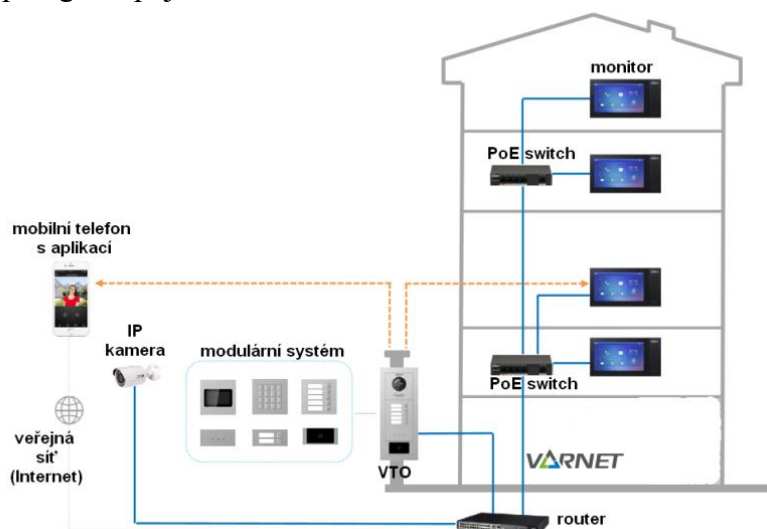 monitor
PoE switch
mobilní telefon
s aplikací
IP
kamera
modulární systém
PoE switch
veřejná
síť
(Internet)
VTO
VARNET
router